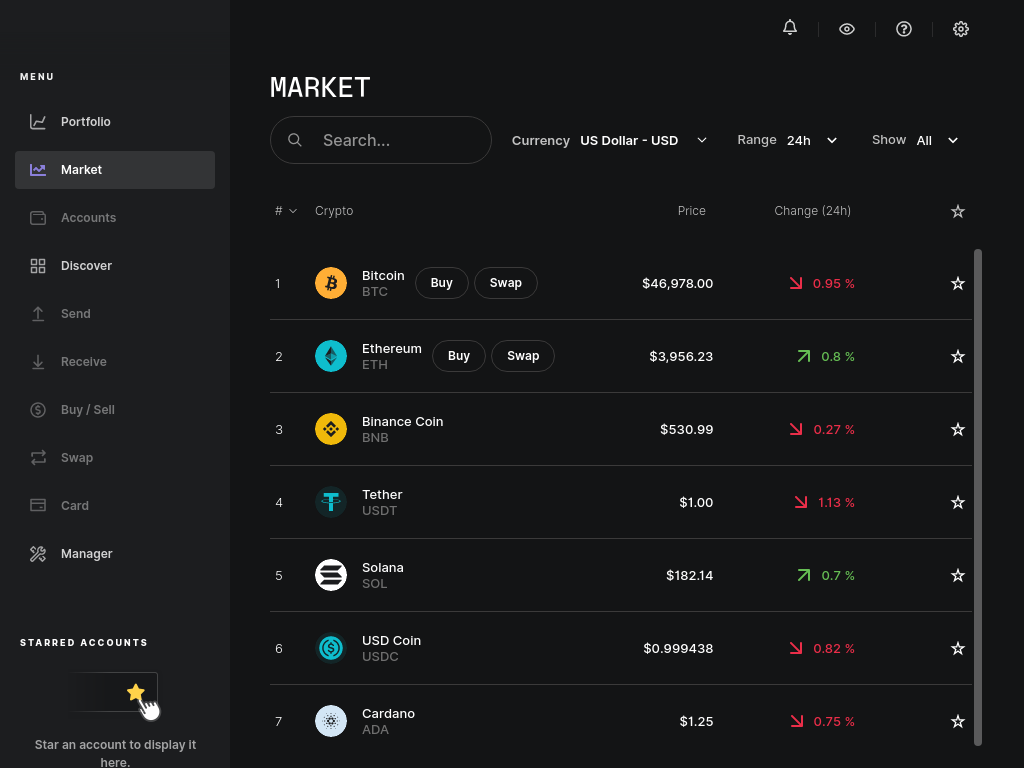 MENU
Portfolio
Market
Accounts
Discover
Send
Receive
Buy / Sell
Swap
Card
Manager
STARRED ACCOUNTS
Star an account to display it
here.
MARKET
Search...
Currency US Dollar - USD
Range 24h
Show All
# Crypto Price Change (24h)
1 Bitcoin BTC Buy Swap $46,978.00 0.95 %
2 Ethereum ETH Buy Swap $3,956.23 0.8 %
3 Binance Coin BNB $530.99 0.27 %
4 Tether USDT $1.00 1.13 %
5 Solana SOL $182.14 0.7 %
6 USD Coin USDC $0.999438 0.82 %
7 Cardano ADA $1.25 0.75 %